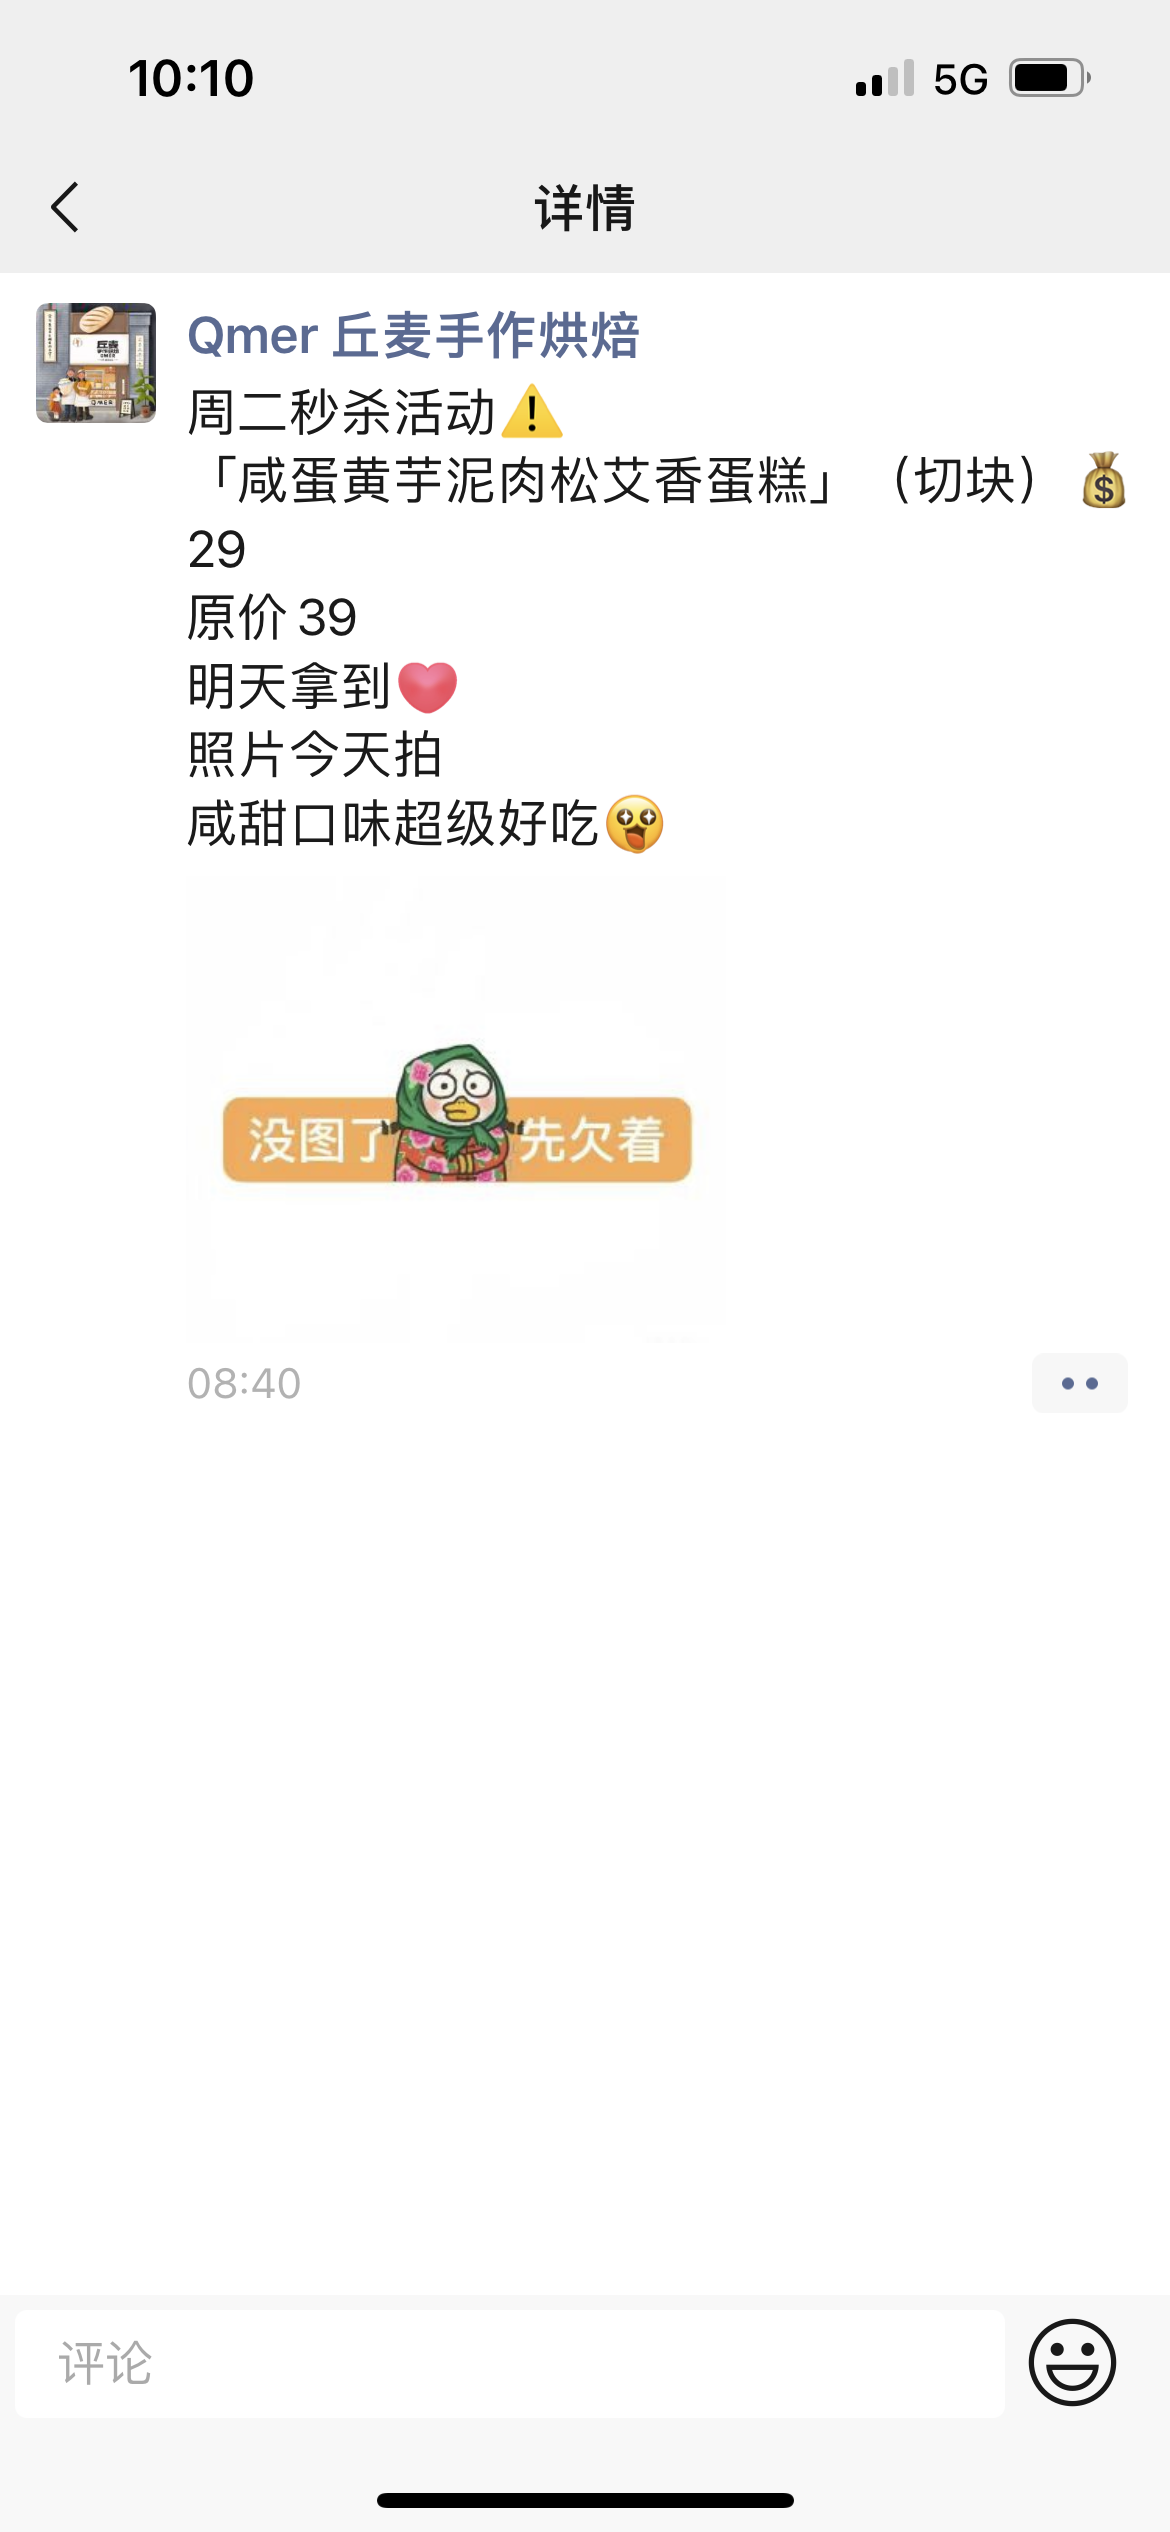 10:10
5G
详情
丘麦
QMER
Qmer 丘麦手作烘焙
周二秒杀活动⚠️
「咸蛋黄芋泥肉松艾香蛋糕」（切块）💰
29
原价 39
明天拿到❤️
照片今天拍
咸甜口味超级好吃🤩
没图了 先欠着
08:40
评论